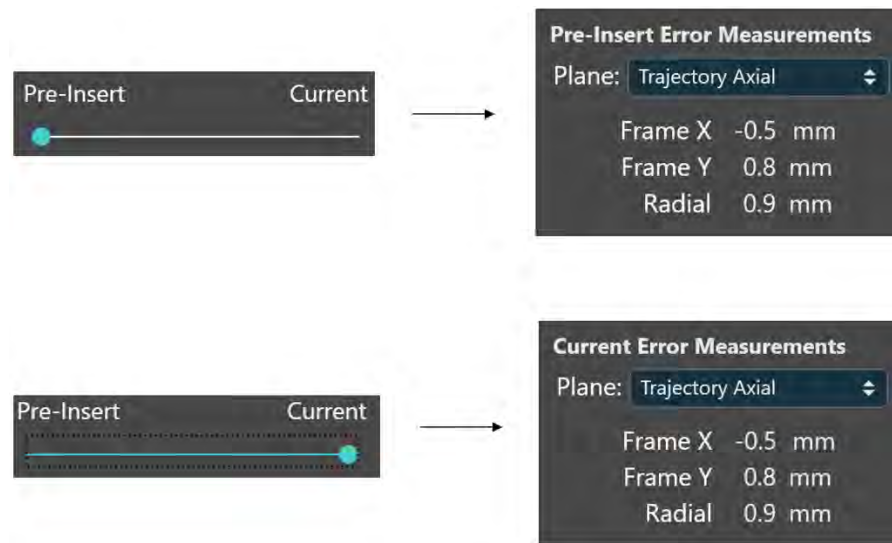 Pre-Insert Current
Pre-Insert Error Measurements
Plane: Trajectory Axial
Frame X -0.5 mm
Frame Y 0.8 mm
Radial 0.9 mm
Pre-Insert Current
Current Error Measurements
Plane: Trajectory Axial
Frame X -0.5 mm
Frame Y 0.8 mm
Radial 0.9 mm